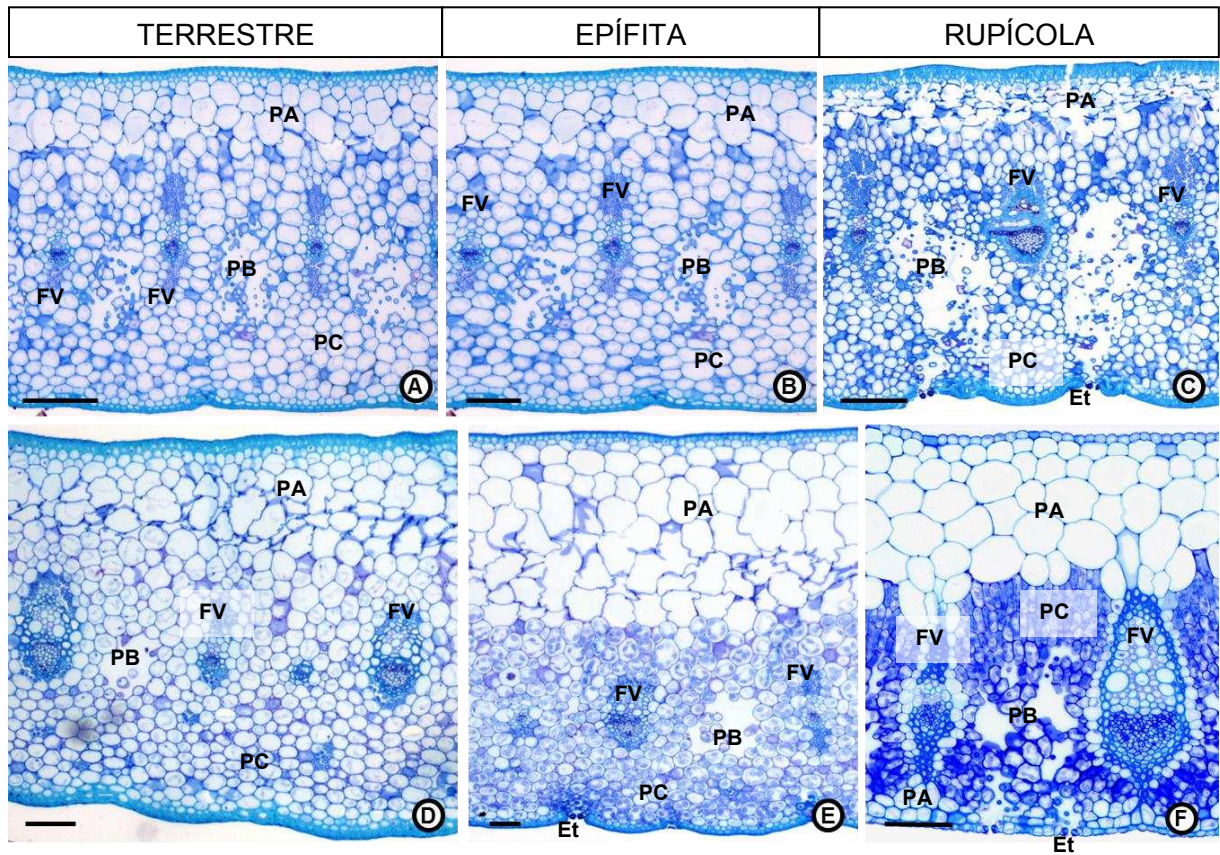 TERRESTRE EPÍFITA RUPÍCOLA
PA PA PA
FV FV FV FV
PB PB PB
FV FV
PC PC PC
A B C
Et
PA PA PA
FV FV FV FV PC FV
PB PB PB
FV
PC PC PA
D E F
Et Et